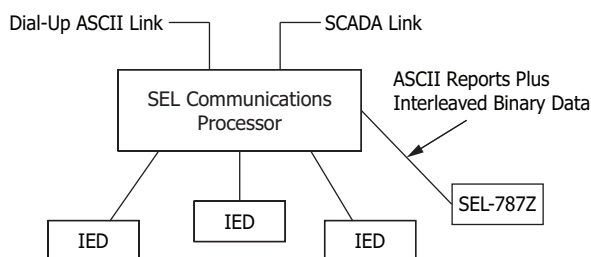 Dial-Up ASCII Link
SCADA Link
SEL Communications
Processor
ASCII Reports Plus
Interleaved Binary Data
SEL-787Z
IED
IED
IED